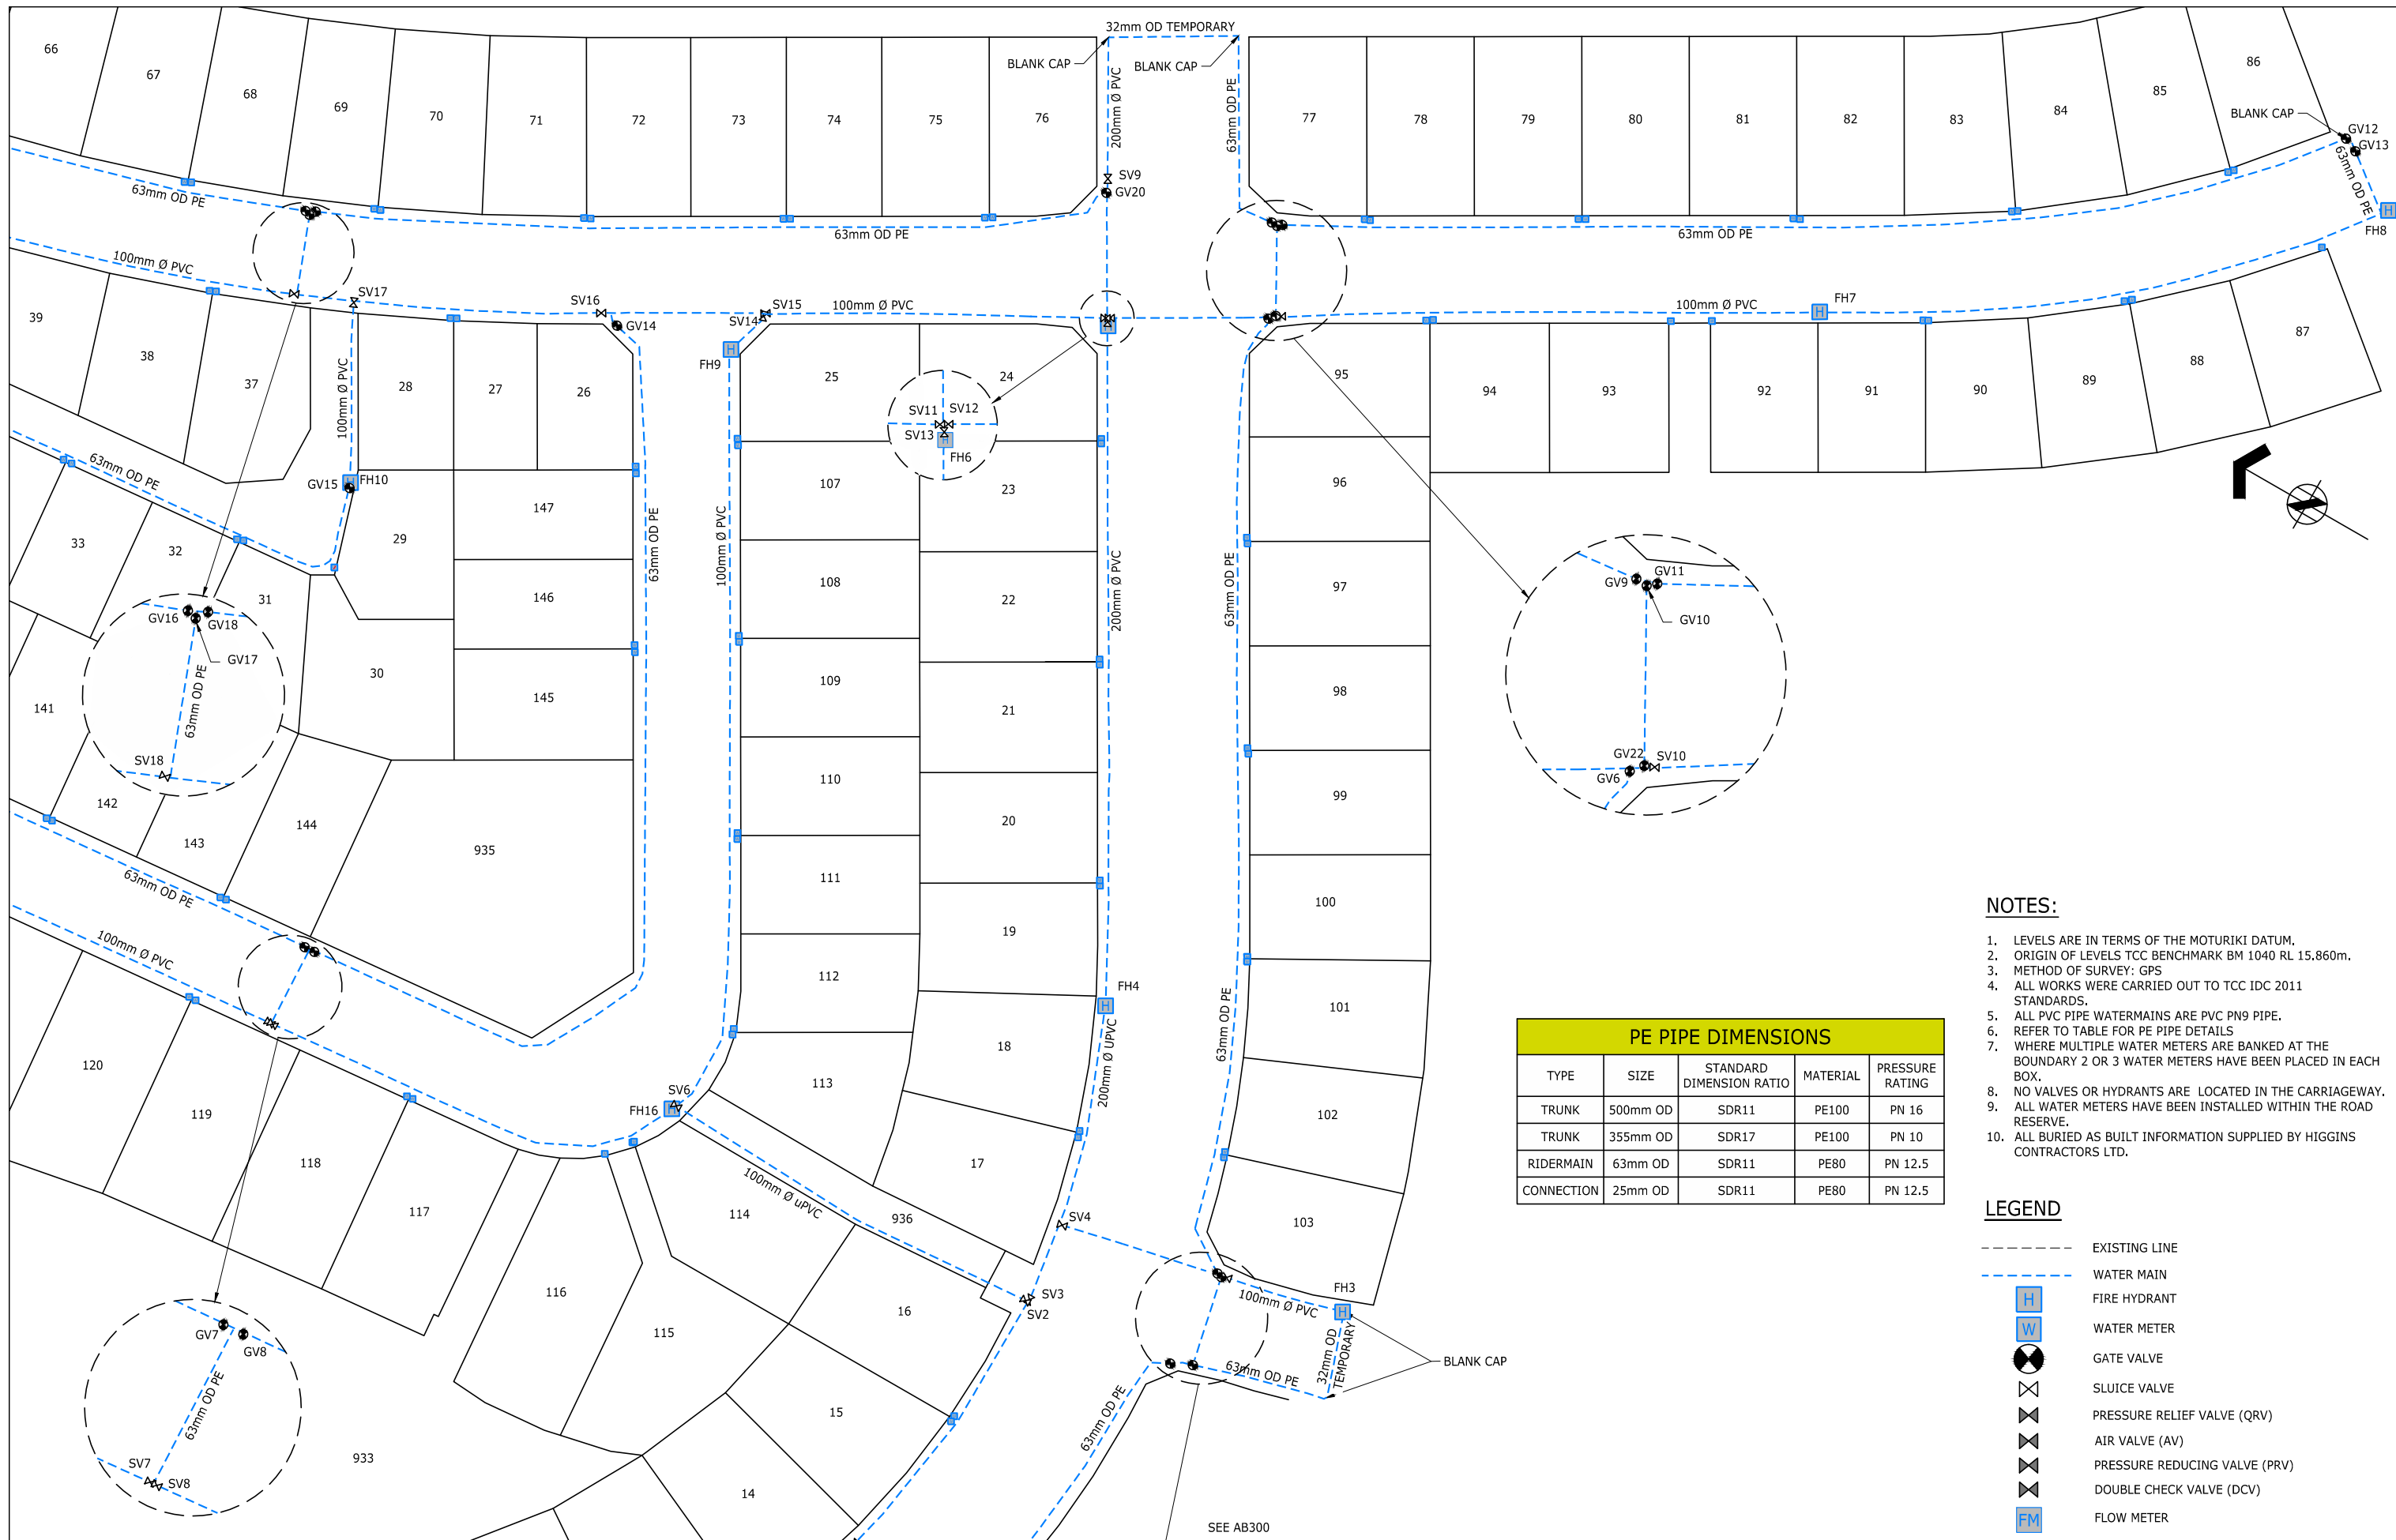 32mm OD TEMPORARY
BLANK CAP
BLANK CAP
66
67
68
69
70
71
72
73
74
75
76
200mm Ø PVC
63mm OD PE
77
78
79
80
81
82
83
84
85
86
BLANK CAP
GV12
GV13
63mm OD PE
FH8
63mm OD PE
SV9
GV20
63mm OD PE
63mm OD PE
100mm Ø PVC
SV17
SV16
GV14
SV15
SV14
100mm Ø PVC
H
FH9
100mm Ø PVC
H
FH7
H
39
38
37
100mm Ø PVC
28
27
26
25
24
SV11
SV12
SV13
H
FH6
95
94
93
92
91
90
89
88
87
63mm OD PE
GV15
H
FH10
33
32
31
29
147
146
145
30
63mm OD PE
100mm Ø PVC
107
108
109
110
111
112
113
23
22
21
20
19
18
17
200mm Ø PVC
63mm OD PE
96
97
98
99
100
101
102
103
GV9
GV11
GV10
GV22
SV10
GV6
GV16
GV18
GV17
63mm OD PE
SV18
141
142
143
144
935
63mm OD PE
100mm Ø PVC
120
119
118
117
116
115
114
936
16
15
14
933
H
FH4
200mm Ø UPVC
63mm OD PE
SV6
FH16
H
100mm Ø uPVC
SV4
SV3
SV2
FH3
H
100mm Ø PVC
32mm OD
TEMPORARY
63mm OD PE
63mm OD PE
BLANK CAP
GV7
GV8
63mm OD PE
SV7
SV8
SEE AB300
PE PIPE DIMENSIONS
TYPE SIZE STANDARD DIMENSION RATIO MATERIAL PRESSURE RATING
TRUNK 500mm OD SDR11 PE100 PN 16
TRUNK 355mm OD SDR17 PE100 PN 10
RIDERMAIN 63mm OD SDR11 PE80 PN 12.5
CONNECTION 25mm OD SDR11 PE80 PN 12.5
NOTES:
1. LEVELS ARE IN TERMS OF THE MOTURIKI DATUM.
2. ORIGIN OF LEVELS TCC BENCHMARK BM 1040 RL 15.860m.
3. METHOD OF SURVEY: GPS
4. ALL WORKS WERE CARRIED OUT TO TCC IDC 2011
STANDARDS.
5. ALL PVC PIPE WATERMAINS ARE PVC PN9 PIPE.
6. REFER TO TABLE FOR PE PIPE DETAILS
7. WHERE MULTIPLE WATER METERS ARE BANKED AT THE
BOUNDARY 2 OR 3 WATER METERS HAVE BEEN PLACED IN EACH
BOX.
8. NO VALVES OR HYDRANTS ARE LOCATED IN THE CARRIAGEWAY.
9. ALL WATER METERS HAVE BEEN INSTALLED WITHIN THE ROAD
RESERVE.
10. ALL BURIED AS BUILT INFORMATION SUPPLIED BY HIGGINS
CONTRACTORS LTD.
LEGEND
EXISTING LINE
WATER MAIN
H FIRE HYDRANT
W WATER METER
GATE VALVE
SLUICE VALVE
PRESSURE RELIEF VALVE (QRV)
AIR VALVE (AV)
PRESSURE REDUCING VALVE (PRV)
DOUBLE CHECK VALVE (DCV)
FM FLOW METER